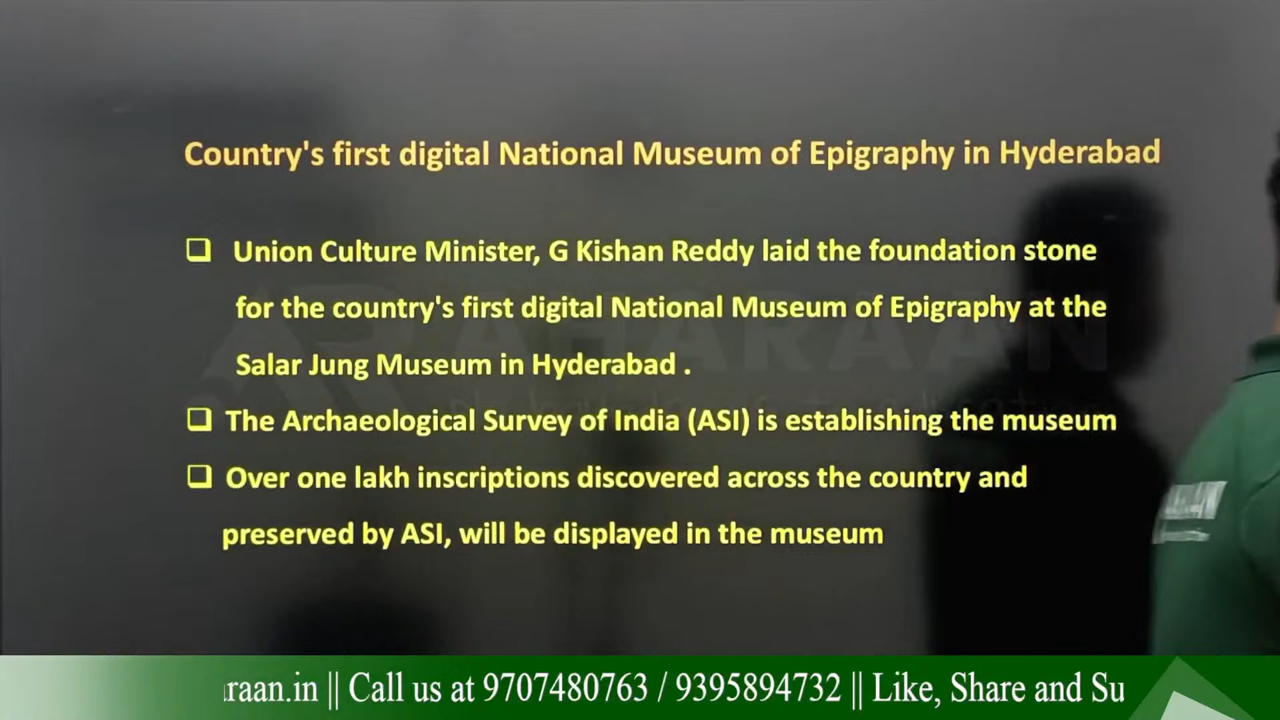 Country's first digital National Museum of Epigraphy in Hyderabad
Union Culture Minister, G Kishan Reddy laid the foundation stone
for the country's first digital National Museum of Epigraphy at the
Salar Jung Museum in Hyderabad .
The Archaeological Survey of India (ASI) is establishing the museum
Over one lakh inscriptions discovered across the country and
preserved by ASI, will be displayed in the museum
AHARAAN
raan.in || Call us at 9707480763 / 9395894732 || Like, Share and Su